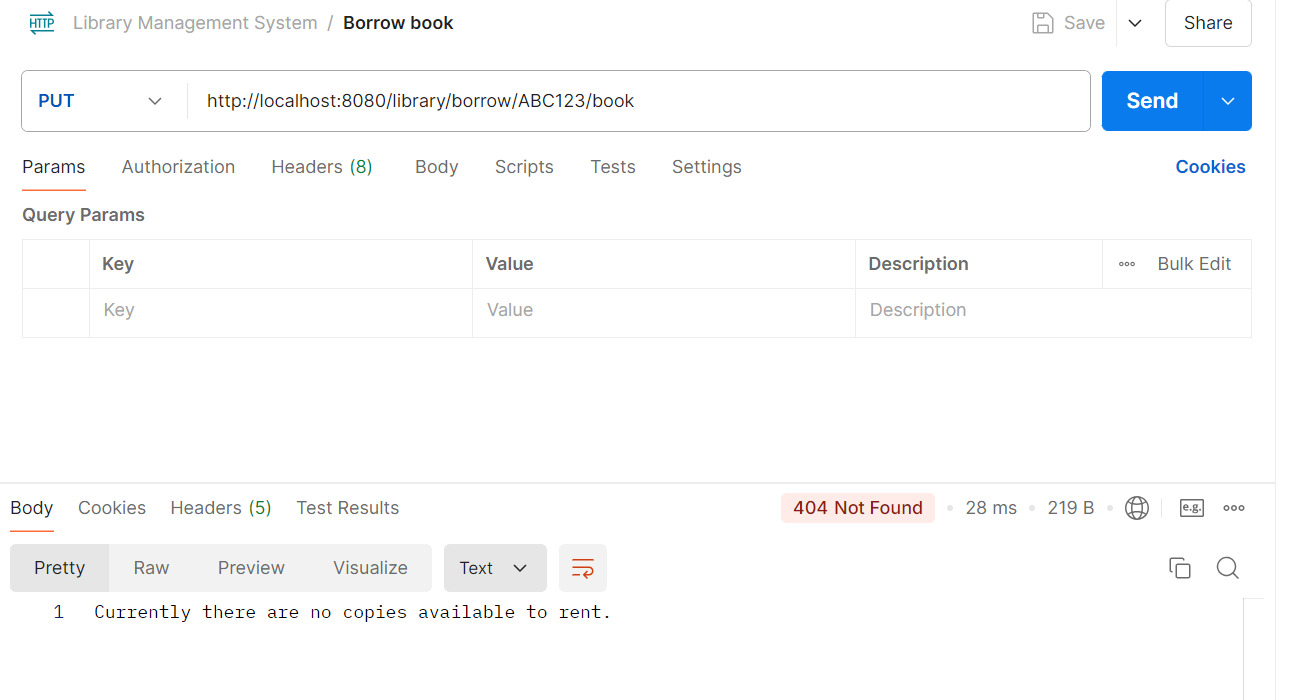 HTTP Library Management System / Borrow book Save Share
PUT http://localhost:8080/library/borrow/ABC123/book Send
Params Authorization Headers (8) Body Scripts Tests Settings Cookies
Query Params
Key Value Description Bulk Edit
Key Value Description
Body Cookies Headers (5) Test Results 404 Not Found 28 ms 219 B e.g.
Pretty Raw Preview Visualize Text
1 Currently there are no copies available to rent.